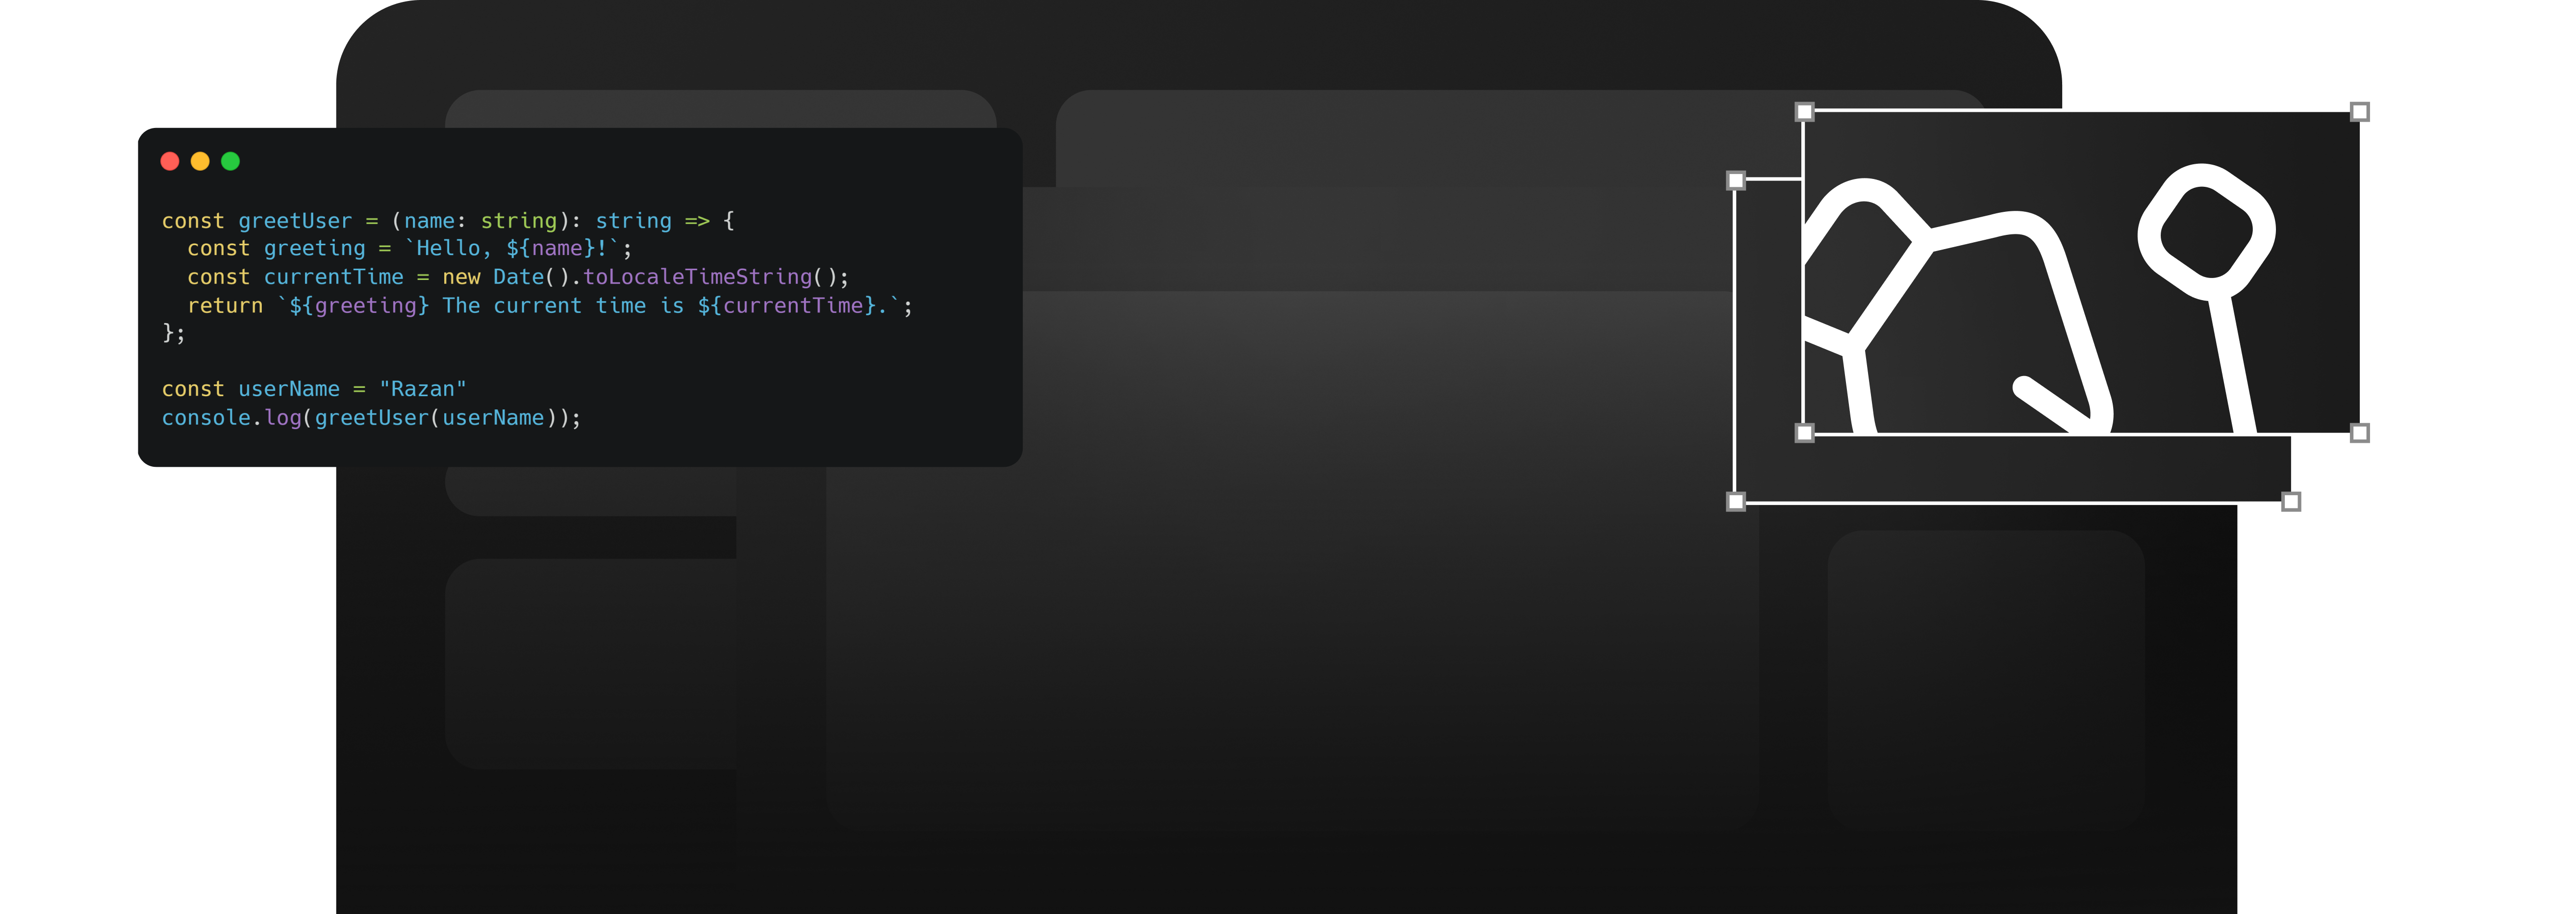 const greetUser = (name: string): string => {
  const greeting = `Hello, ${name}!`;
  const currentTime = new Date().toLocaleTimeString();
  return `${greeting} The current time is ${currentTime}.`;
};
const userName = "Razan"
console.log(greetUser(userName));